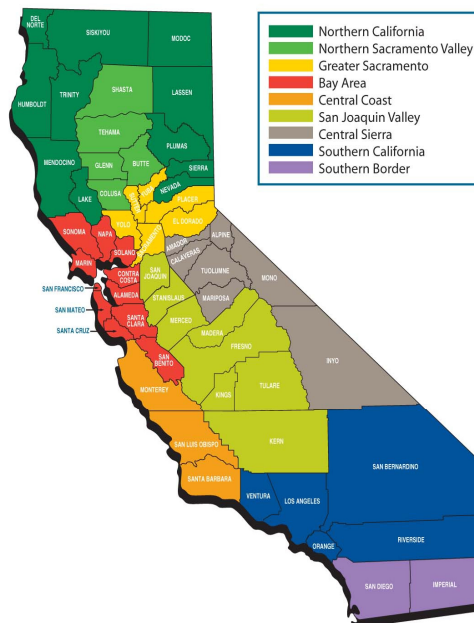 Northern California
Northern Sacramento Valley
Greater Sacramento
Bay Area
Central Coast
San Joaquin Valley
Central Sierra
Southern California
Southern Border
DEL
NORTE
SISKIYOU
MODOC
HUMBOLDT
TRINITY
SHASTA
LASSEN
TEHAMA
MENDOCINO
GLENN
BUTTE
PLUMAS
SIERRA
LAKE
COLUSA
YUBA
NEVADA
PLACER
SONOMA
NAPA
YOLO
EL DORADO
SOLANO
SACRAMENTO
MARIN
AMADOR
ALPINE
CONTRA
COSTA
SAN
JOAQUIN
CALAVERAS
TUOLUMNE
MONO
SAN FRANCISCO
ALAMEDA
STANISLAUS
MARIPOSA
SAN MATEO
SANTA
CLARA
MERCED
SANTA CRUZ
MADERA
FRESNO
SAN
BENITO
INYO
MONTEREY
KINGS
TULARE
SAN LUIS OBISPO
KERN
SANTA BARBARA
SAN BERNARDINO
VENTURA
LOS ANGELES
ORANGE
RIVERSIDE
SAN DIEGO
IMPERIAL